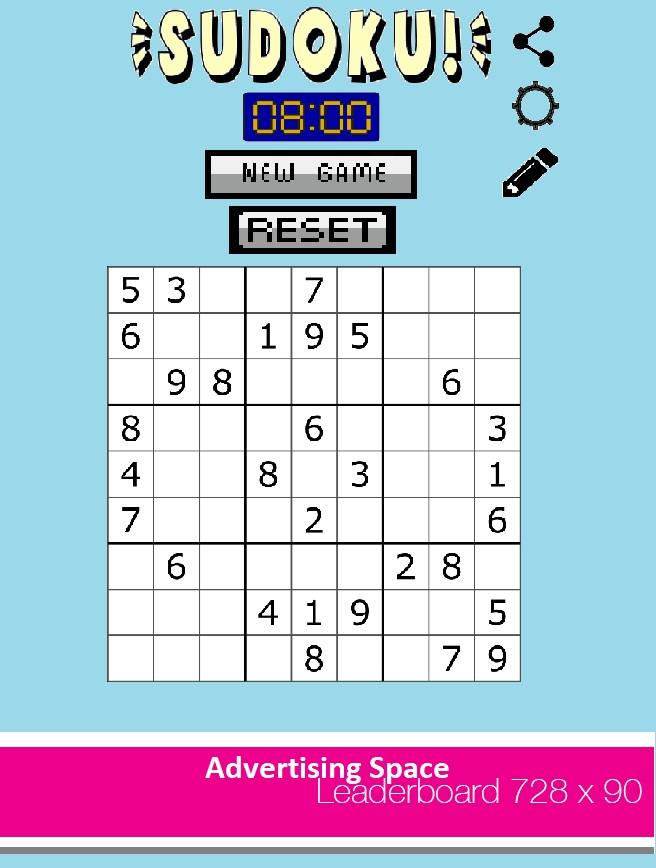 SUDOKU!
08:00
NEW GAME
RESET
5 3 7
6 1 9 5
9 8 6
8 6 3
4 8 3 1
7 2 6
6 2 8
4 1 9 5
8 7 9
Advertising Space
Leaderboard 728 x 90